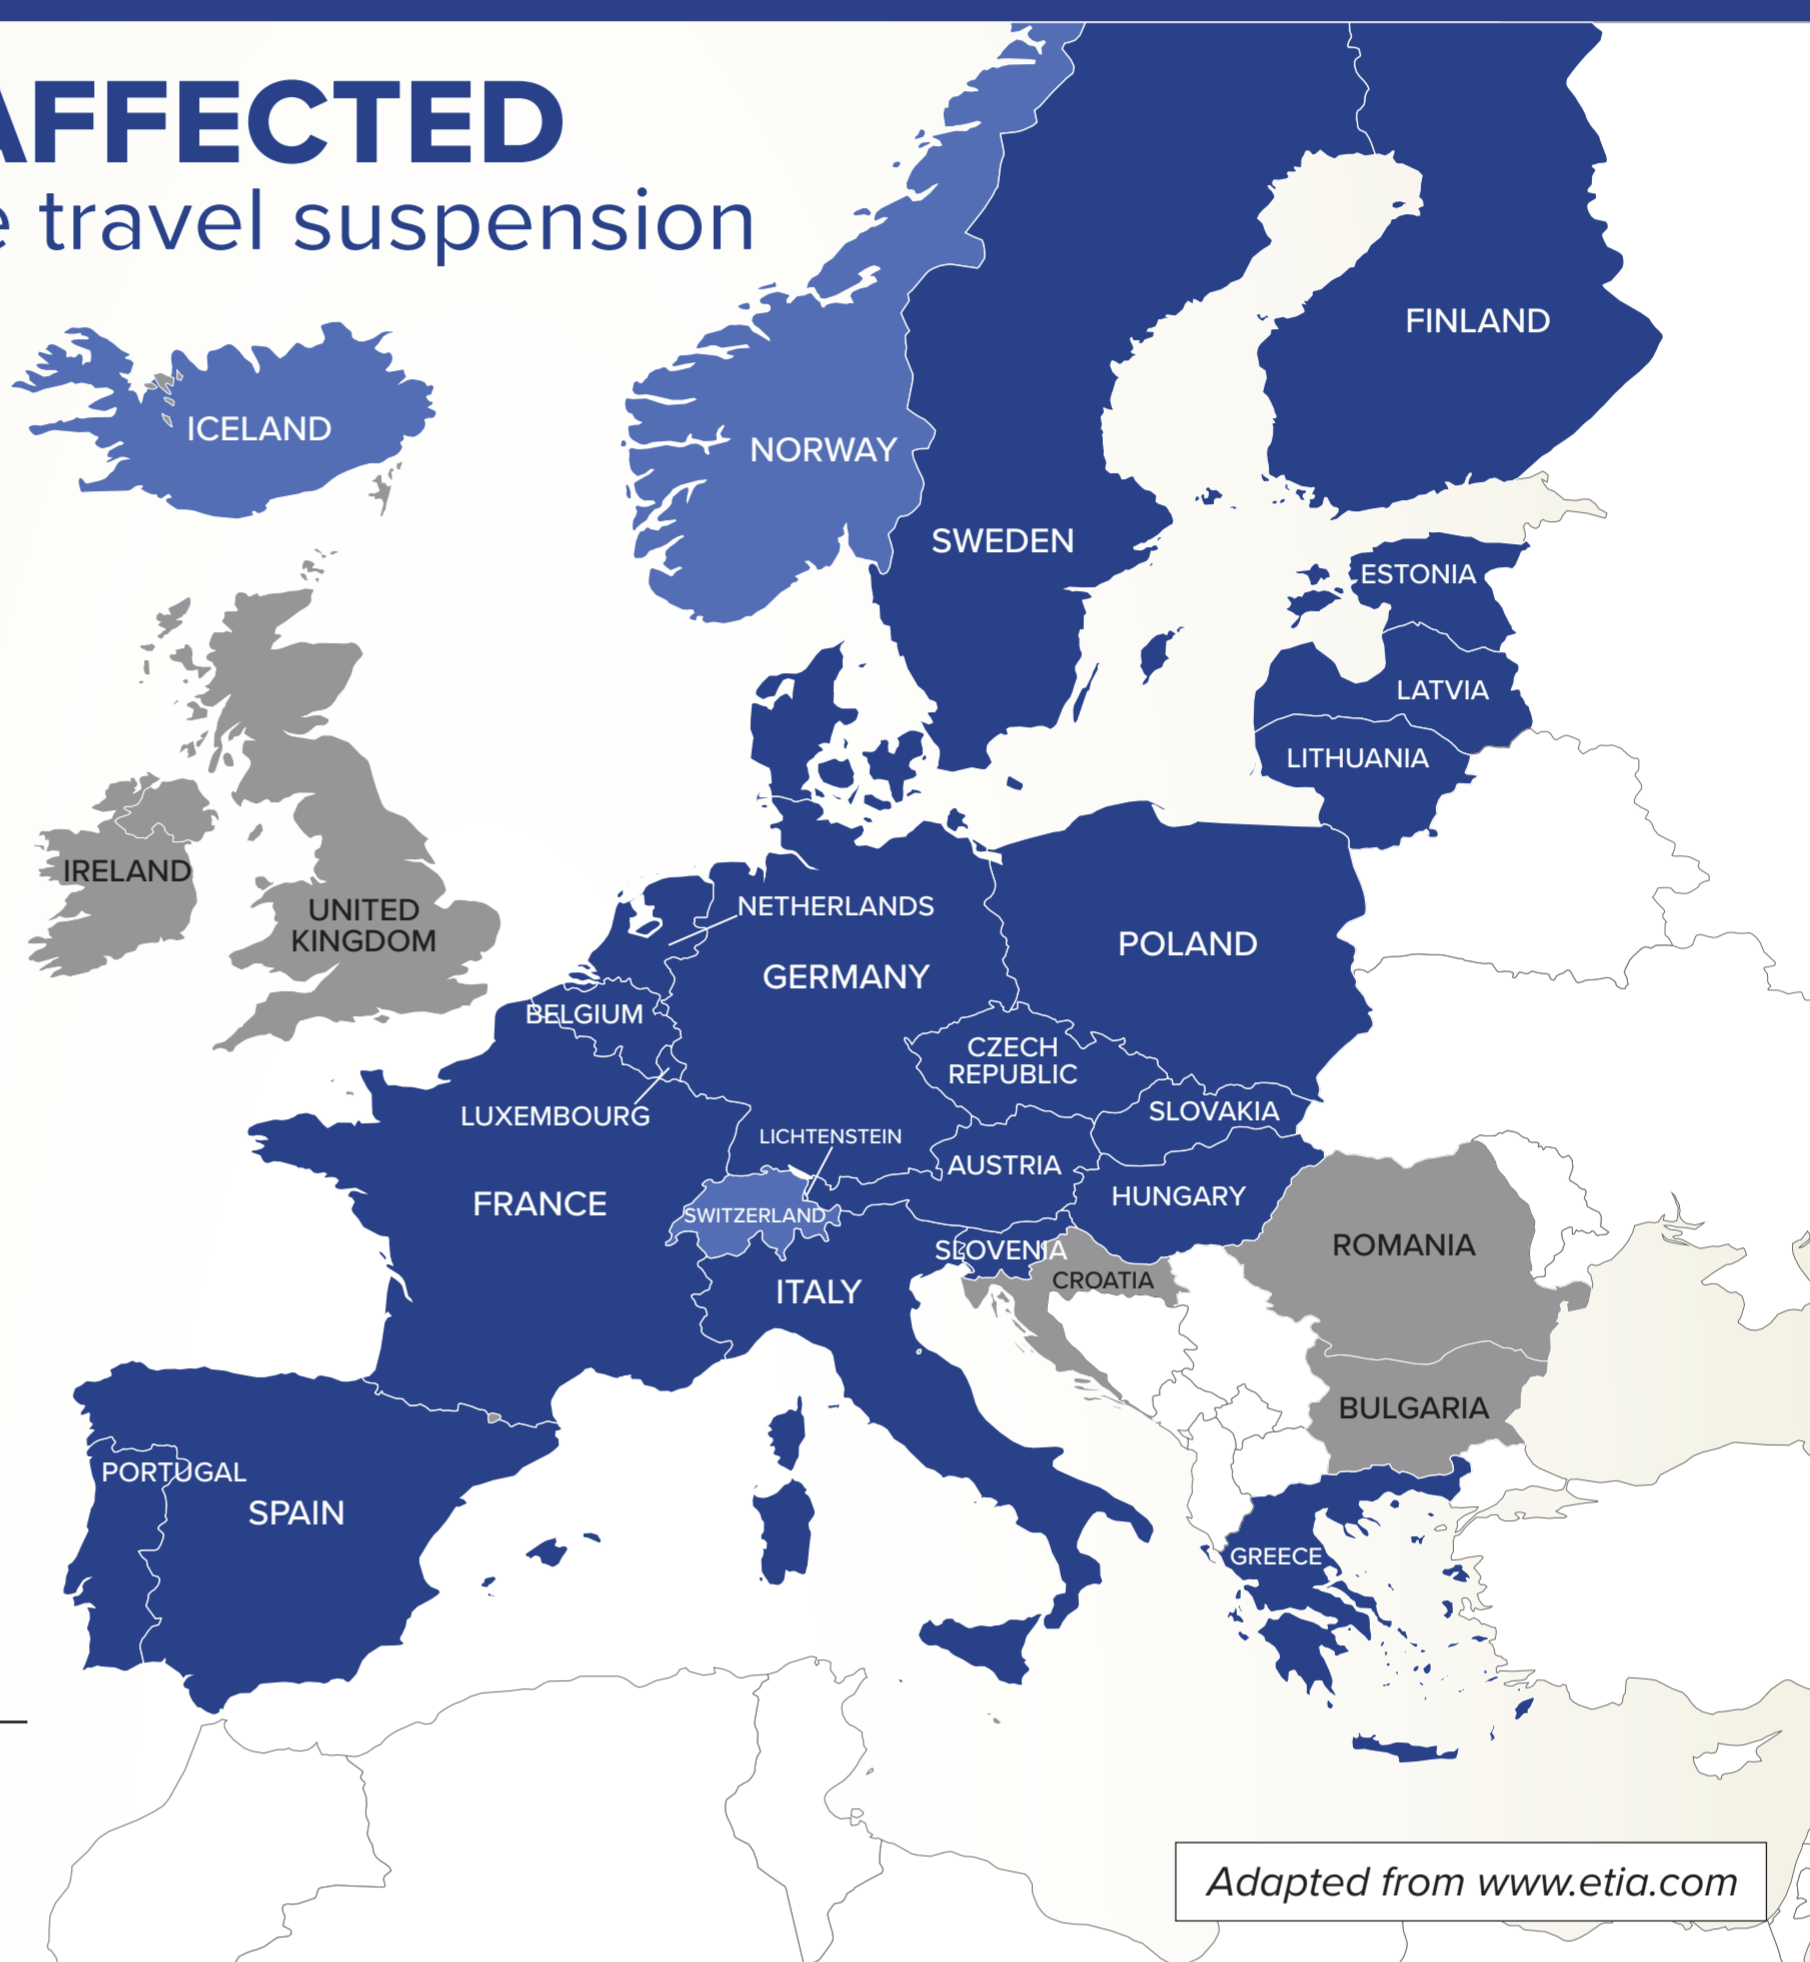 AFFECTED
e travel suspension
FINLAND
ICELAND
NORWAY
SWEDEN
ESTONIA
LATVIA
LITHUANIA
IRELAND
UNITED
KINGDOM
NETHERLANDS
POLAND
GERMANY
BELGIUM
CZECH
REPUBLIC
LUXEMBOURG
SLOVAKIA
LICHTENSTEIN
AUSTRIA
HUNGARY
FRANCE
SWITZERLAND
ROMANIA
SLOVENIA
CROATIA
ITALY
BULGARIA
PORTUGAL
SPAIN
GREECE
Adapted from www.etia.com